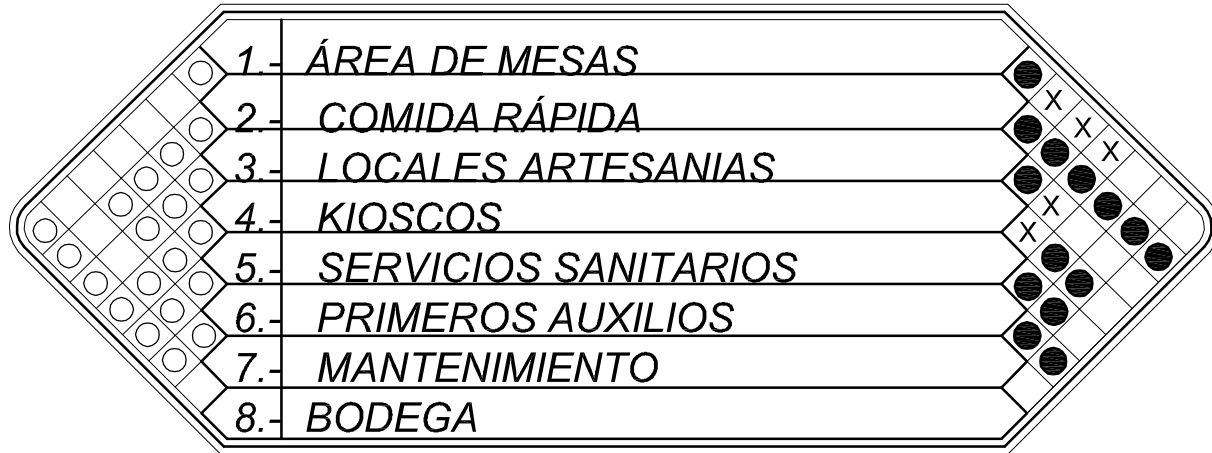 1.- ÁREA DE MESAS
2.- COMIDA RÁPIDA
3.- LOCALES ARTESANIAS
4.- KIOSCOS
5.- SERVICIOS SANITARIOS
6.- PRIMEROS AUXILIOS
7.- MANTENIMIENTO
8.- BODEGA
X
X
X
X
X